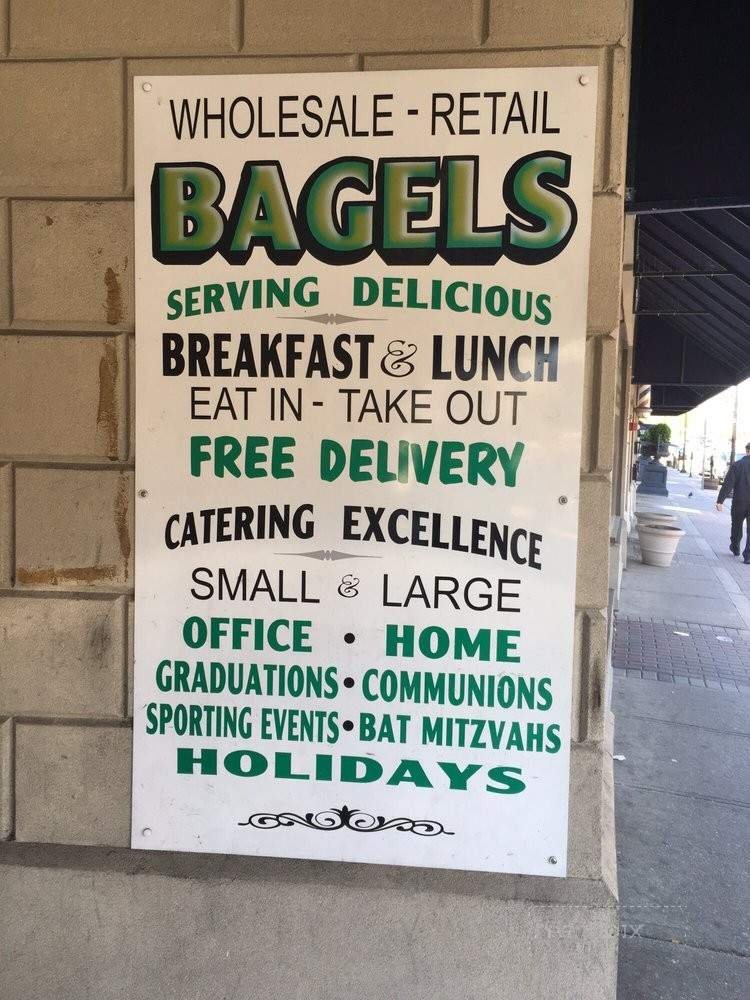 WHOLESALE - RETAIL
BAGELS
SERVING DELICIOUS
BREAKFAST & LUNCH
EAT IN - TAKE OUT
FREE DELIVERY
CATERING EXCELLENCE
SMALL & LARGE
OFFICE • HOME
GRADUATIONS • COMMUNIONS
SPORTING EVENTS • BAT MITZVAHS
HOLIDAYS